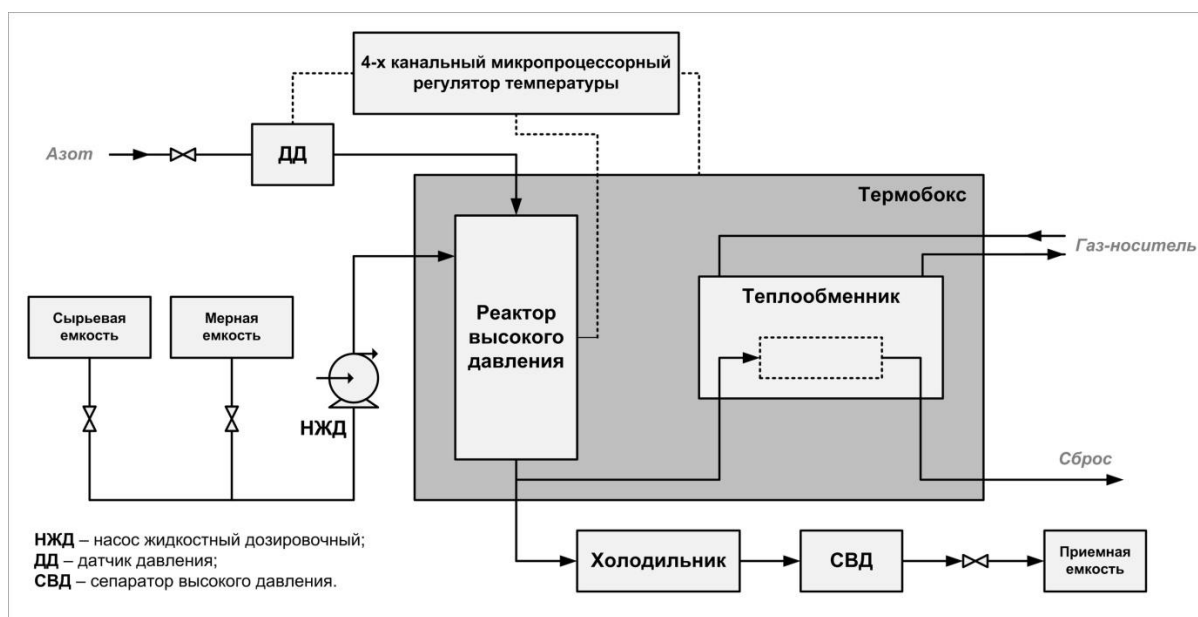 4-х канальный микропроцессорный
регулятор температуры
Азот
ДД
Термобокс
Газ-носитель
Теплообменник
Реактор
высокого
давления
Сырьевая
емкость
Мерная
емкость
НЖД
Сброс
НЖД – насос жидкостный дозировочный;
ДД – датчик давления;
СВД – сепаратор высокого давления.
Холодильник
СВД
Приемная
емкость